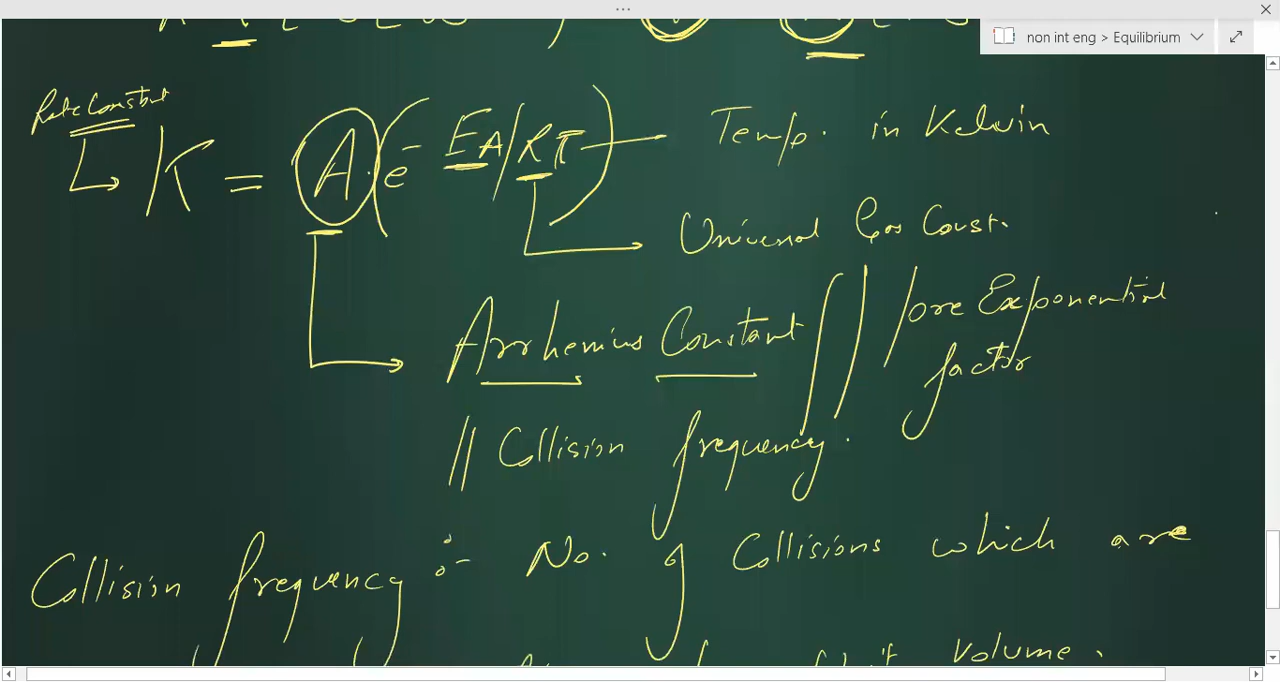 non int eng > Equilibrium
Rate Constant
K = A (e- EA/RT) Temp. in Kelvin
Universal Gas Const.
Arrhenius Constant // pore Exponential
factor
// Collision frequency.
Collision frequency :- No. of Collisions which are
volume.